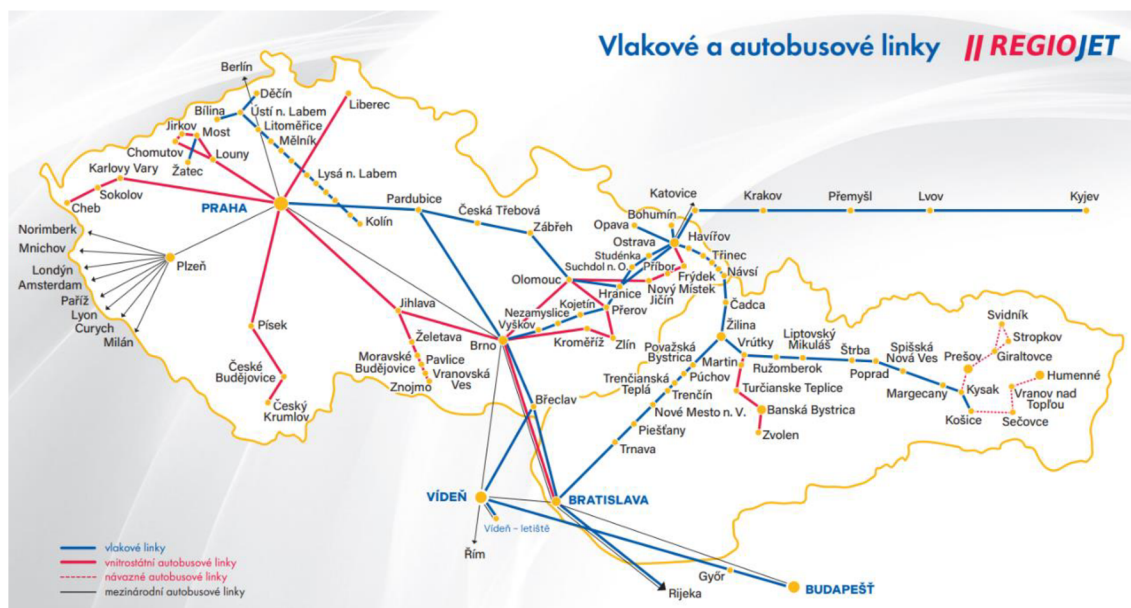 Vlakové a autobusové linky
REGIOJET
Berlín
Děčín
Bílina
Ústí n. Labem
Liberec
Jirkov
Most
Litoměřice
Mělník
Chomutov
Louny
Žatec
Karlovy Vary
Lysá n. Labem
Sokolov
Cheb
PRAHA
Kolín
Pardubice
Česká Třebová
Zábřeh
Katovice
Krakov
Přemyšl
Lvov
Kyjev
Bohumín
Opava
Havířov
Ostrava
Studénka
Třinec
Suchdol n. O.
Příbor
Návsí
Frýdek
Místek
Olomouc
Hranice
Nový
Jičín
Norimberk
Mnichov
Londýn
Amsterdam
Paříž
Lyon
Curych
Milán
Plzeň
Čadca
Jihlava
Kojetín
Nezamyslice
Přerov
Vyškov
Žilina
Svidník
Písek
Želetava
Brno
Kroměříž
Zlín
Považská
Bystrica
Vrútky
Liptovský
Mikuláš
Štrba
Spišská
Nová Ves
Stropkov
Giraltovce
Prešov
Moravské
Budějovice
Pavlice
Vranovská
Ves
Znojmo
České
Budějovice
Český
Krumlov
Martin
Ružomberok
Poprad
Púchov
Trenčianská
Teplá
Trenčín
Turčianske Teplice
Margecany
Kysak
Humenné
Vranov nad
Topľou
Břeclav
Nové Mesto n. V.
Banská Bystrica
Košice
Sečovce
Piešťany
Zvolen
Trnava
VÍDEŇ
BRATISLAVA
Vídeň – letiště
Řím
Győr
Rijeka
BUDAPEŠŤ
vlakové linky
vnitrostátní autobusové linky
návazné autobusové linky
mezinárodní autobusové linky